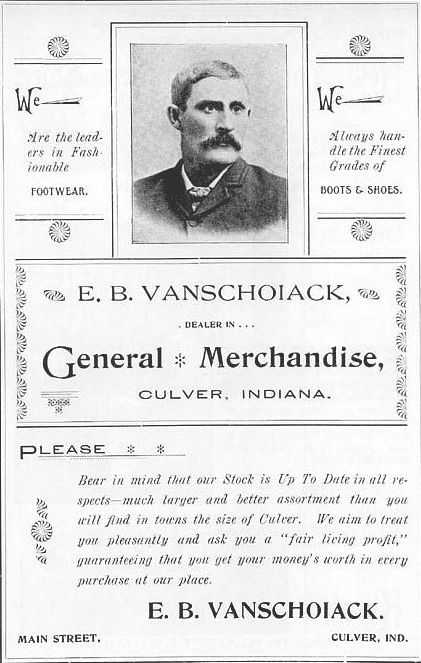 We
Are the lead-
ers in Fash-
ionable
FOOTWEAR.
We
Always han-
dle the Finest
Grades of
BOOTS & SHOES.
E. B. VANSCHOIACK,
. DEALER IN . . .
General * Merchandise,
CULVER, INDIANA.
PLEASE * *
Bear in mind that our Stock is Up To Date in all re-
spects—much larger and better assortment than you
will find in towns the size of Culver. We aim to treat
you pleasantly and ask you a "fair living profit,"
guaranteeing that you get your money's worth in every
purchase at our place.
E. B. VANSCHOIACK.
MAIN STREET. CULVER, IND.